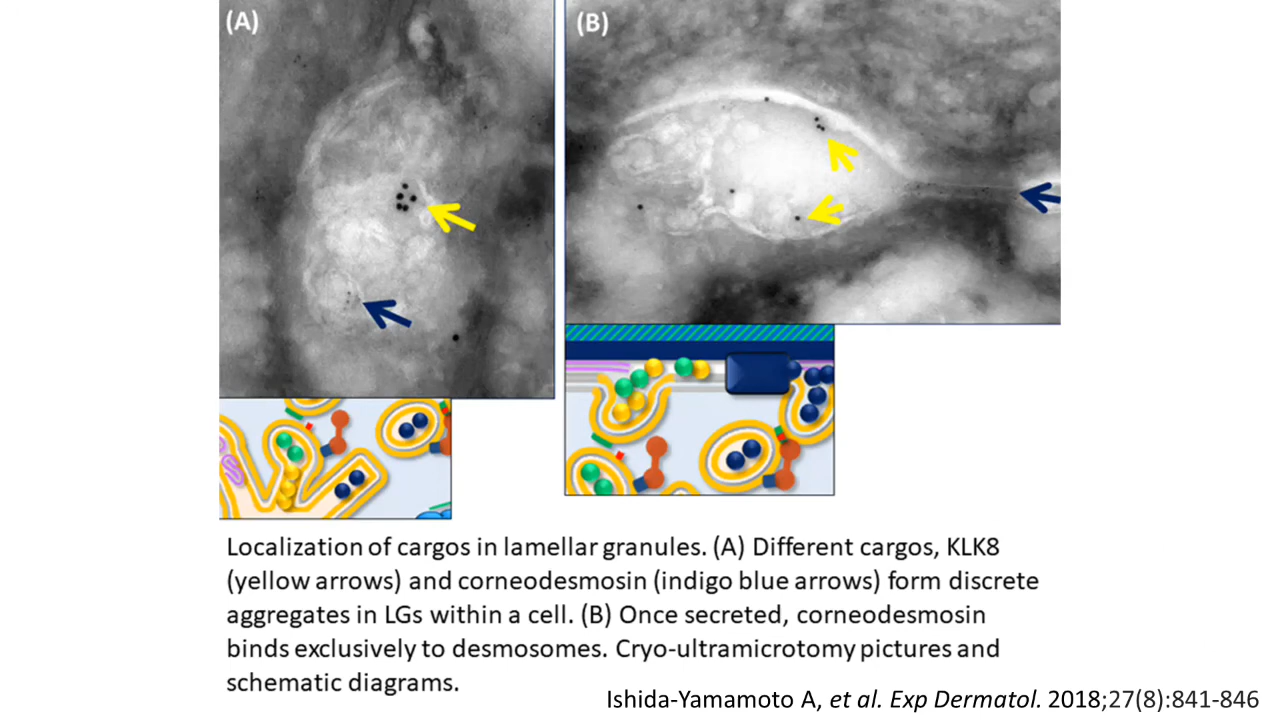 (A)
(B)
Localization of cargos in lamellar granules. (A) Different cargos, KLK8
(yellow arrows) and corneodesmosin (indigo blue arrows) form discrete
aggregates in LGs within a cell. (B) Once secreted, corneodesmosin
binds exclusively to desmosomes. Cryo-ultramicrotomy pictures and
schematic diagrams.
Ishida-Yamamoto A, et al. Exp Dermatol. 2018;27(8):841-846